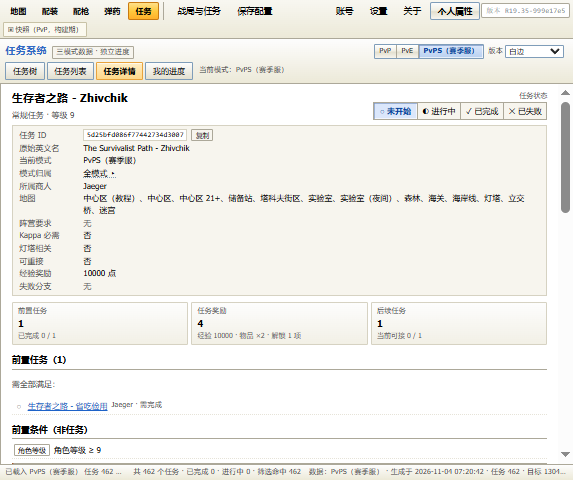 地图 配装 配枪 弹药 任务 战局与任务 保存配置 账号 设置 关于 个人属性 版本 R19.35-999e17e5
快照（PvP，构建期）
任务系统 三模式数据 · 独立进度 PvP PvE PvPS（赛季服） 版本 白边
任务树 任务列表 任务详情 我的进度 当前模式：PvPS（赛季服）
生存者之路 - Zhivchik 任务状态
常规任务 · 等级 9 未开始 进行中 ✓ 已完成 × 已失败
任务 ID 5d25bfd086f77442734d3007 复制
原始英文名 The Survivalist Path - Zhivchik
当前模式 PvPS（赛季服）
模式归属 全模式
所属商人 Jaeger
地图 中心区（教程）、中心区、中心区 21+、储备站、塔科夫街区、实验室、实验室（夜间）、森林、海关、海岸线、灯塔、立交
桥、迷宫
阵营要求 无
Kappa 必需 否
灯塔相关 否
可重接 否
经验奖励 10000 点
失败分支 无
前置任务 任务奖励 后续任务
1 4 1
已完成 0 / 1 经验 10000 · 物品 ×2 · 解锁 1 项 当前可接 0 / 1
前置任务（1）
需全部满足：
生存者之路 - 省吃俭用 Jaeger · 需完成
前置条件（非任务）
角色等级 角色等级 ≥ 9
已载入 PvPS（赛季服） 任务 462 ... 共 462 个任务 · 已完成 0 · 进行中 0 · 筛选命中 462 数据：PvPS（赛季服） · 生成于 2026-11-04 07:20:42 · 任务 462 · 目标 1304...